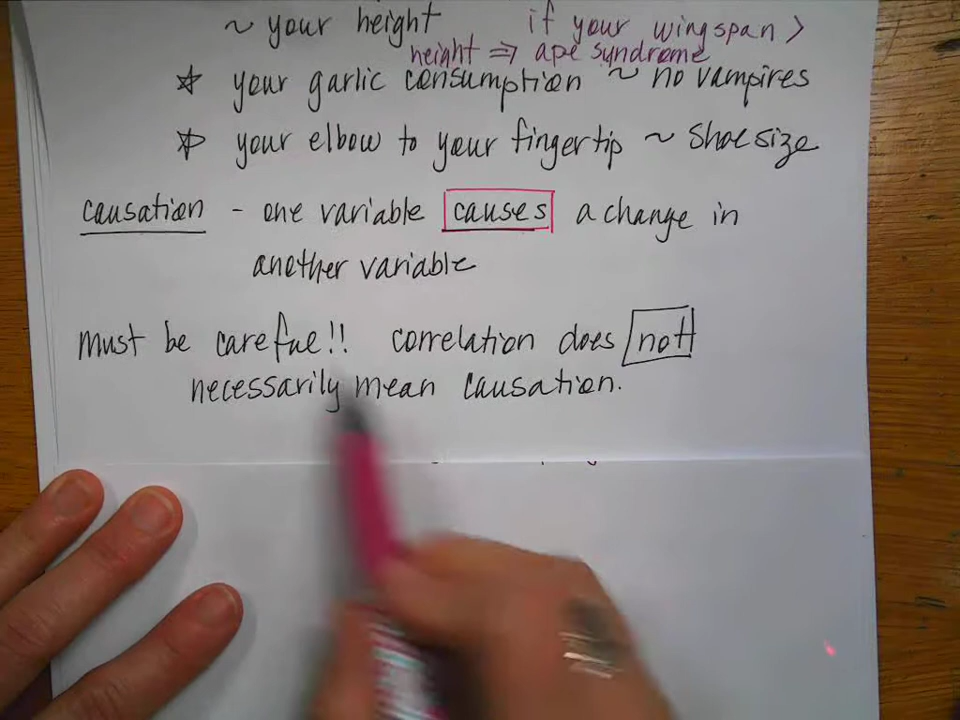 ~ your height if your wingspan >
height ⇒ ape syndrome
☆ your garlic consumption ~ no vampires
☆ your elbow to your fingertip ~ shoe size
causation - one variable causes a change in
another variable
must be careful!! correlation does not
necessarily mean causation.